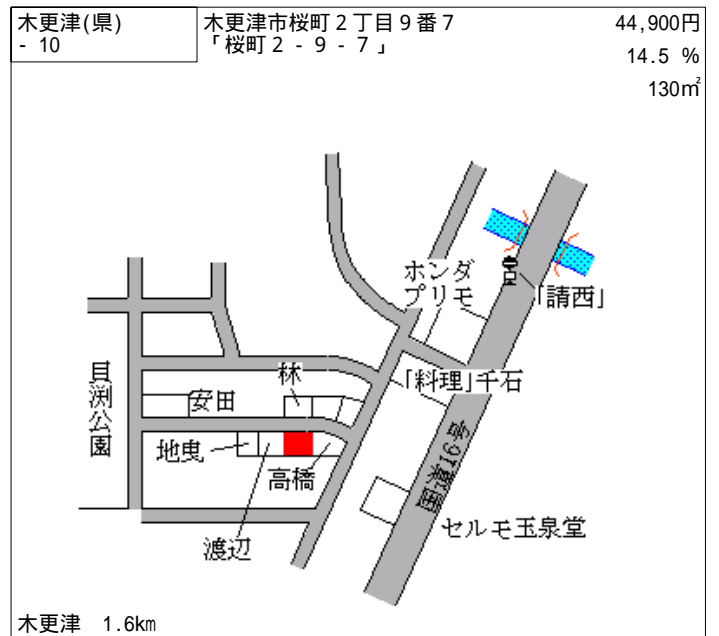 木更津(県)
- 10
木更津市桜町２丁目９番７
「桜町２－９－７」
44,900円
14.5 %
130㎡
ホンダ
プリモ
「請西」
林
「料理」千石
貝渕公園
安田
地曳
高橋
国道16号
渡辺
セルモ玉泉堂
木更津 1.6km